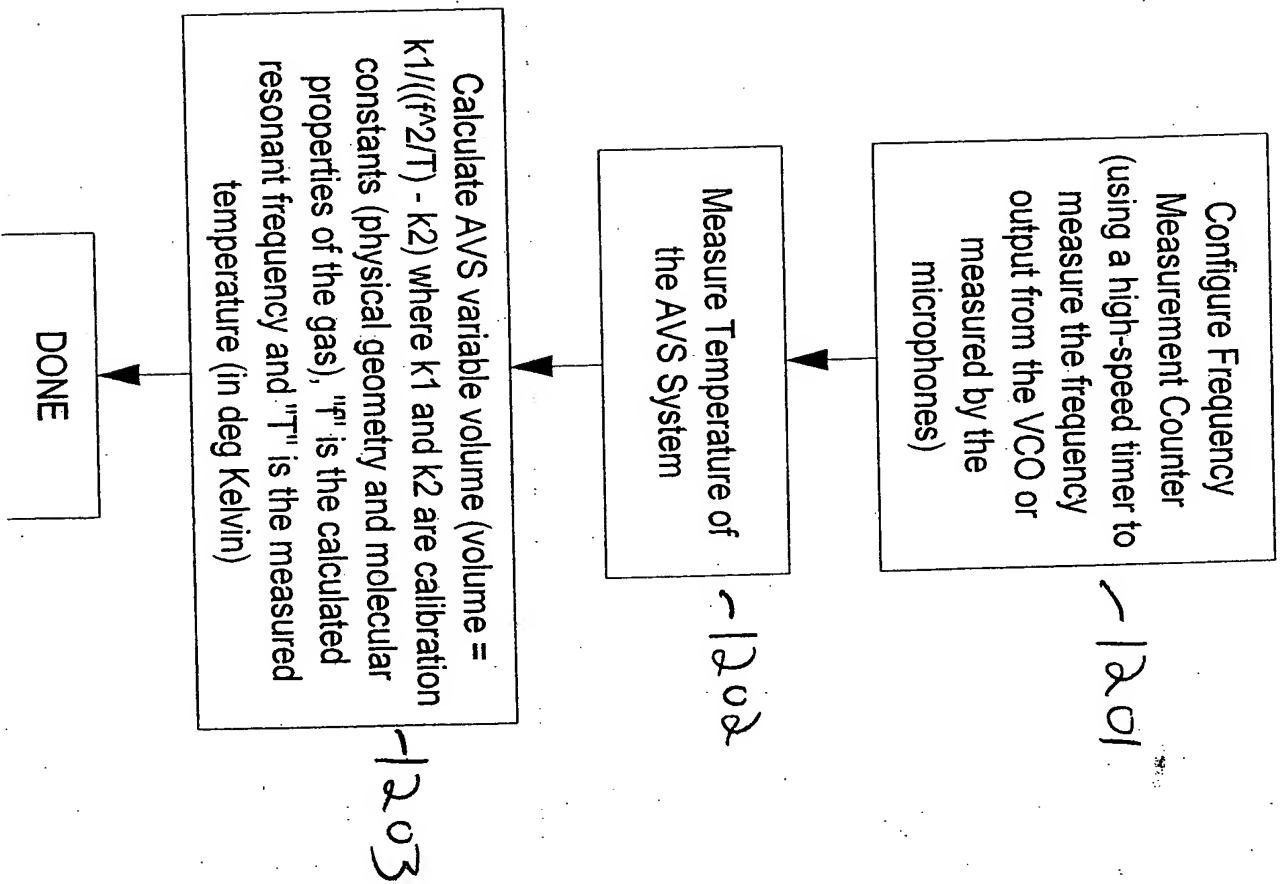 Configure Frequency
Measurement Counter
(using a high-speed timer to
measure the frequency
output from the VCO or
measured by the
microphones)
-1201
Measure Temperature of
the AVS System
-1202
Calculate AVS variable volume (volume =
k1/((f^2/T) - k2) where k1 and k2 are calibration
constants (physical geometry and molecular
properties of the gas), "f" is the calculated
resonant frequency and "T" is the measured
temperature (in deg Kelvin)
-1203
DONE